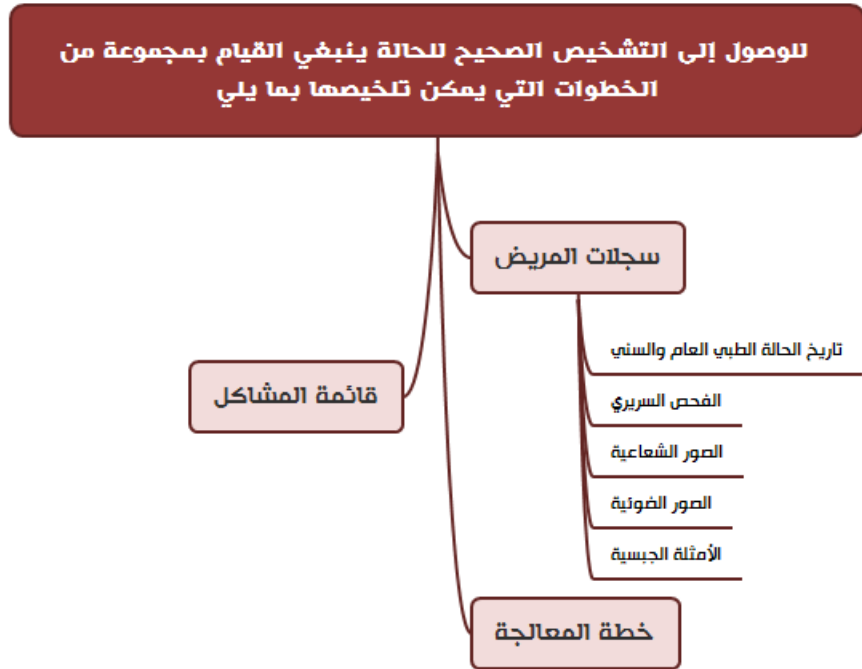 للوصول إلى التشخيص الصحيح للحالة ينبغي القيام بمجموعة من
الخطوات التي يمكن تلخيصها بما يلي
سجلات المريض
تاريخ الحالة الطبي العام والسني
الفحص السريري
الصور الشعاعية
الصور الضوئية
الأمثلة الجبسية
قائمة المشاكل
خطة المعالجة